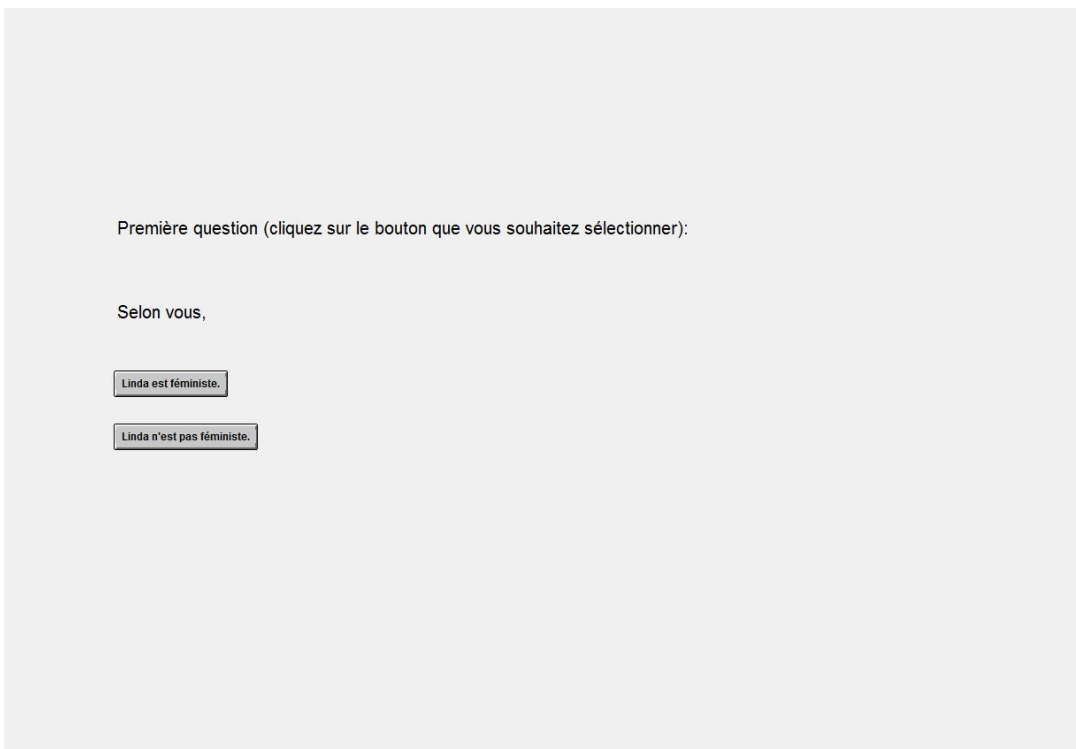 Première question (cliquez sur le bouton que vous souhaitez sélectionner):
Selon vous,
Linda est féministe.
Linda n'est pas féministe.